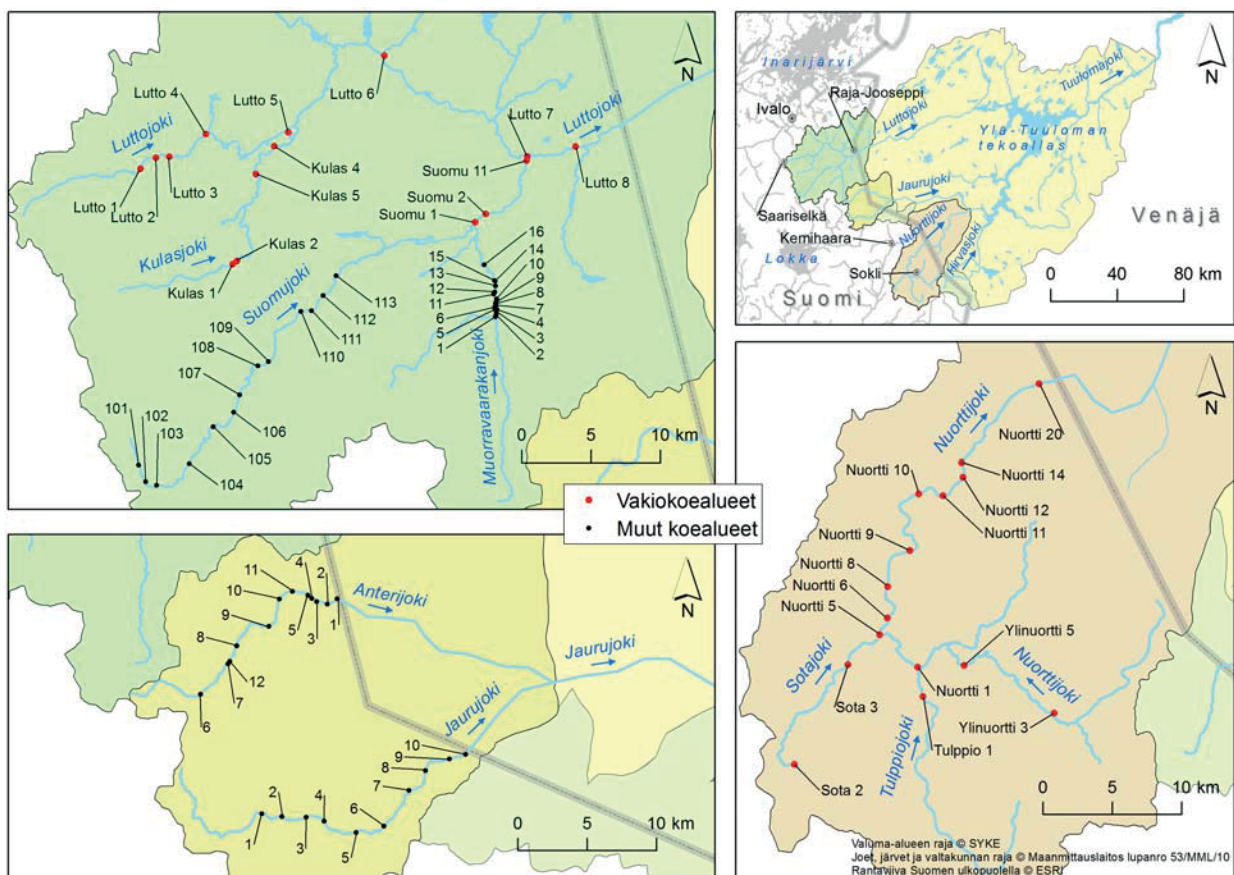 N
Lutto 4
Lutto 5
Lutto 6
Luttojoki
Lutto 7
Luttojoki
Lutto 1
Lutto 2
Lutto 3
Kulas 4
Kulas 5
Suomu 11
Lutto 8
Suomu 2
Suomu 1
Kulasjoki
Kulas 2
Kulas 1
Suomujoki
16
14
15
10
13
9
12
8
11
7
6
4
5
3
1
2
113
112
111
110
109
108
107
106
105
104
101
102
103
Muorravaarakanjoki
0 5 10 km
Vakiokoealueet
Muut koealueet
N
11
4
2
10
5
3
1
9
8
12
7
6
Anterijoki
Jaurujoki
Jaurujoki
10
9
8
7
6
5
4
3
2
1
0 5 10 km
N
Inarijärvi
Ivalo
Raja-Jooseppi
Luttojoki
Tuulomajoki
Ylä-Tuuloman
tekoallas
Jaurujoki
Saariselkä
Nuorttijoki
Venäjä
Kemihaara
Lokka
Hirvasjoki
Sokli
Suomi
0 40 80 km
N
Nuorttijoki
Nuortti 20
Nuortti 10
Nuortti 14
Nuortti 12
Nuortti 11
Nuortti 9
Nuortti 8
Nuortti 6
Nuortti 5
Ylinuortti 5
Sotajoki
Nuorttijoki
Nuortti 1
Sota 3
Ylinuortti 3
Tulppio 1
Tulppiojoki
Sota 2
0 5 10 km
Valuma-alueen raja © SYKE
Joet, järvet ja valtakunnan raja © Maanmittauslaitos lupanro 53/MML/10
Rantaviiva Suomen ulkopuolella © ESRI